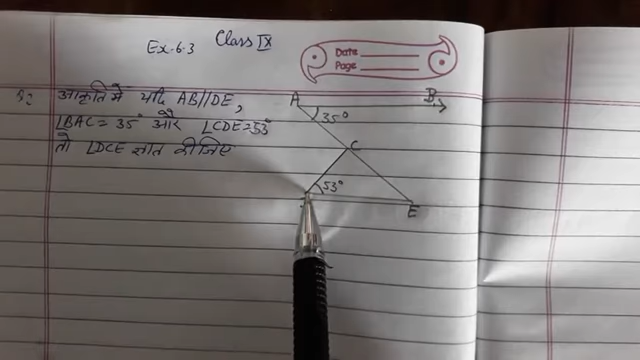 Ex-6.3 Class IX
Date
Page
Q2 आकृति में यदि AB//DE,
∠BAC = 35° और ∠CDE = 53°
तो ∠DCE ज्ञात कीजिए
A B
35°
C
53°
E